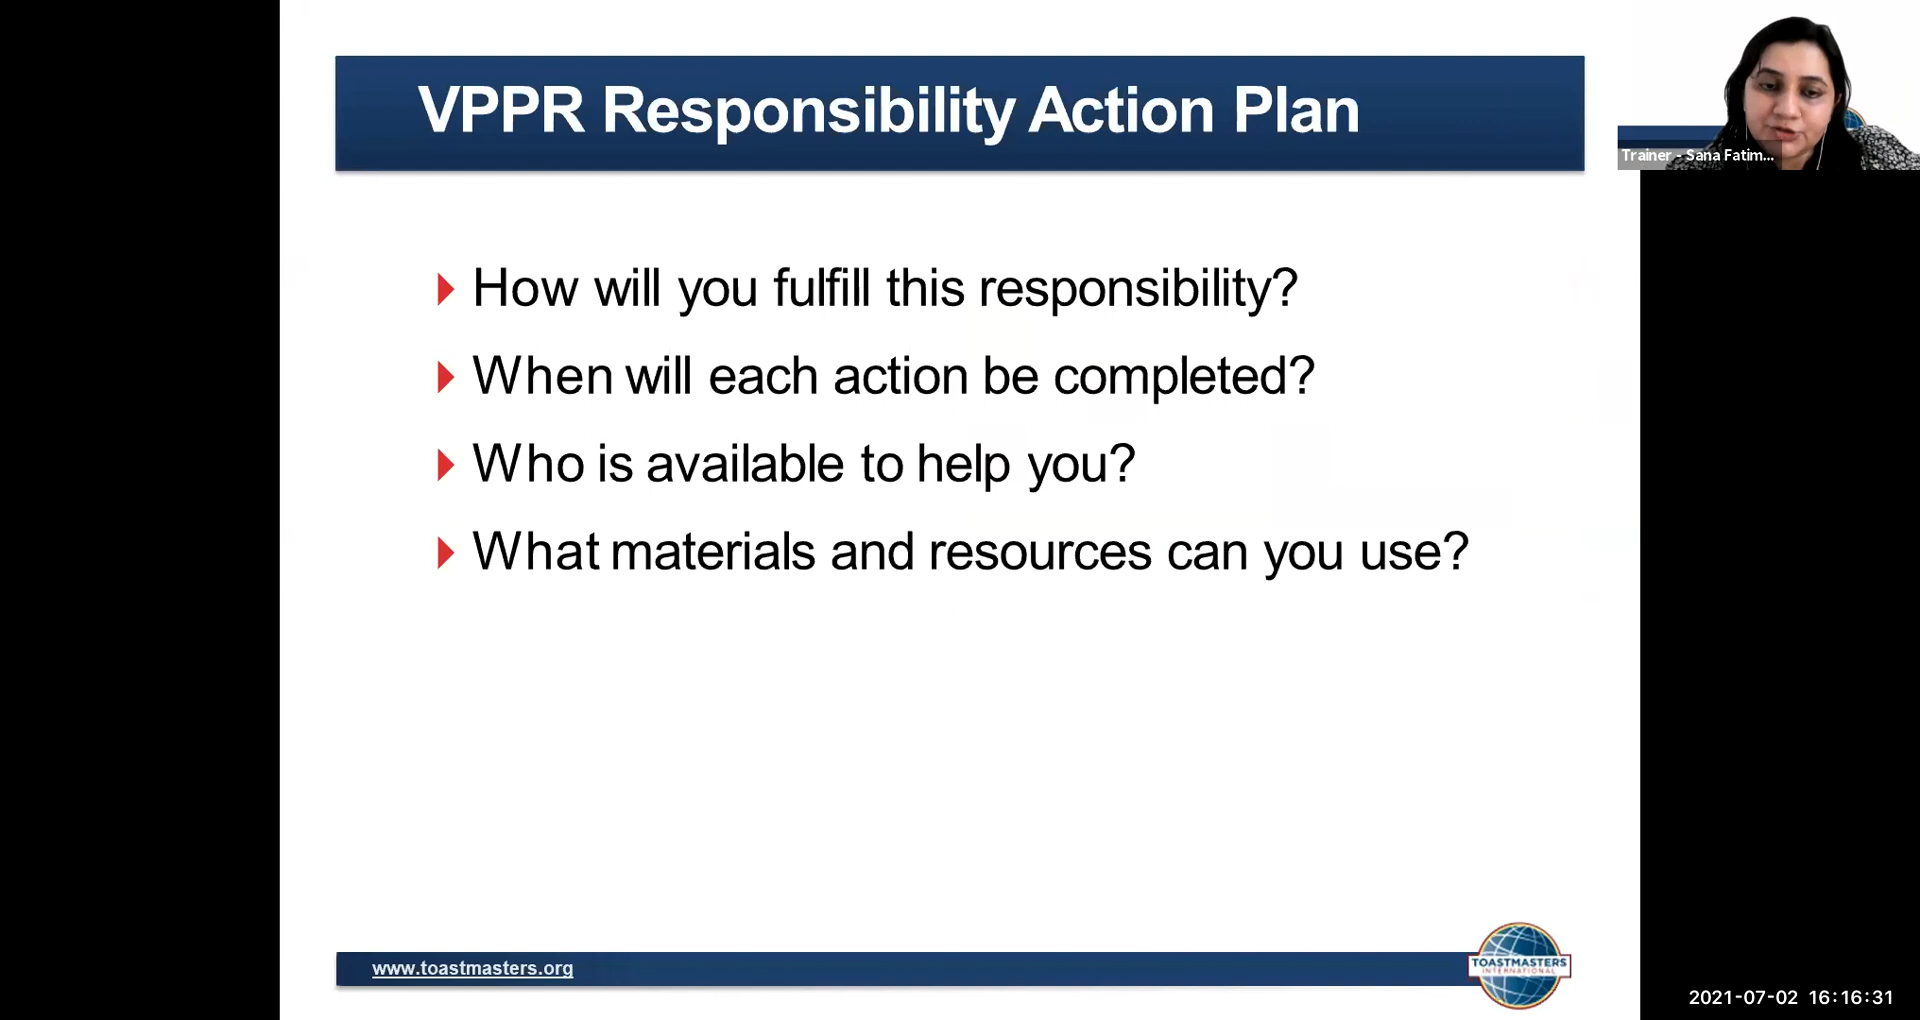 VPPR Responsibility Action Plan
Trainer - Sana Fatim...
How will you fulfill this responsibility?
When will each action be completed?
Who is available to help you?
What materials and resources can you use?
www.toastmasters.org
TOASTMASTERS
INTERNATIONAL
2021-07-02 16:16:31